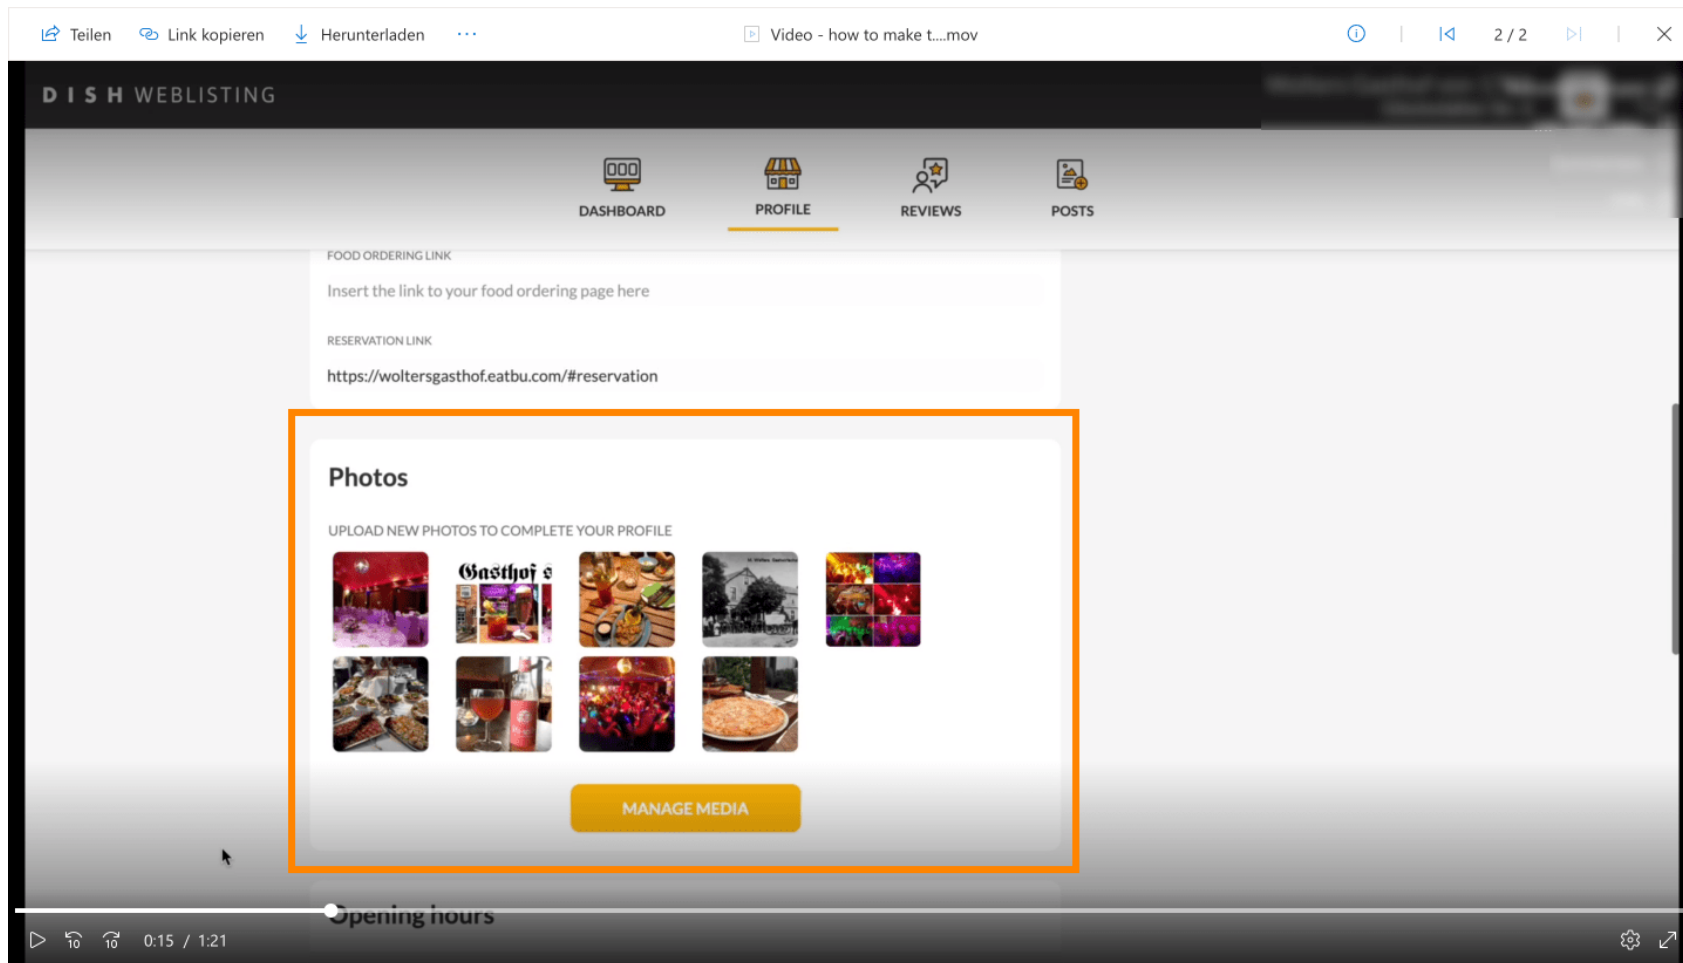 Teilen Link kopieren Herunterladen ... Video - how to make t....mov 2 / 2
DISH WEBLISTING
DASHBOARD PROFILE REVIEWS POSTS
FOOD ORDERING LINK
Insert the link to your food ordering page here
RESERVATION LINK
https://woltersgasthof.eatbu.com/#reservation
Photos
UPLOAD NEW PHOTOS TO COMPLETE YOUR PROFILE
Gasthof s
MANAGE MEDIA
Opening hours
10 10 0:15 / 1:21